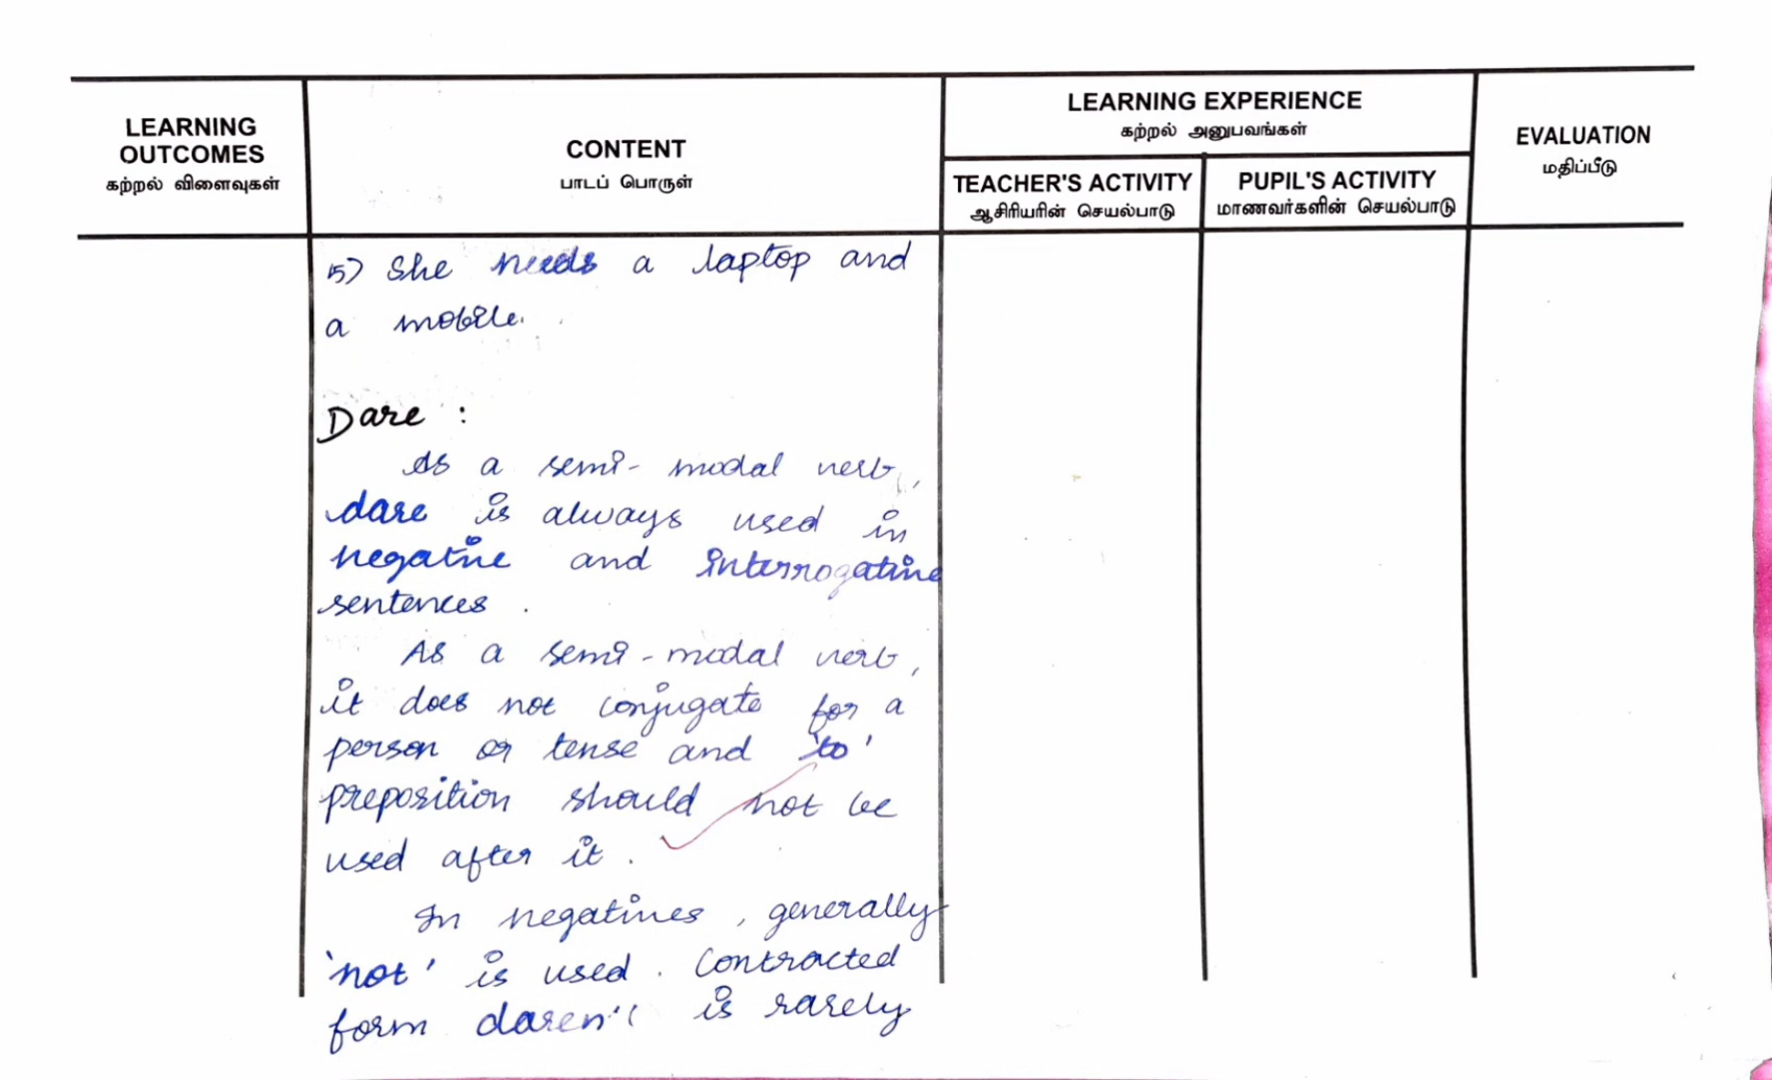 LEARNING
OUTCOMES
கற்றல் விளைவுகள்
CONTENT
பாடப் பொருள்
LEARNING EXPERIENCE
கற்றல் அனுபவங்கள்
TEACHER'S ACTIVITY
ஆசிரியரின் செயல்பாடு
PUPIL'S ACTIVITY
மாணவர்களின் செயல்பாடு
EVALUATION
மதிப்பீடு
5) She needs a laptop and
a mobile.
Dare :
As a semi- modal verb,
dare is always used in
negative and interrogative
sentences .
As a semi-modal verb,
it does not conjugate for a
person or tense and 'to'
preposition should not be
used after it .
In negatives, generally
'not' is used. Contracted
form daren't is rarely